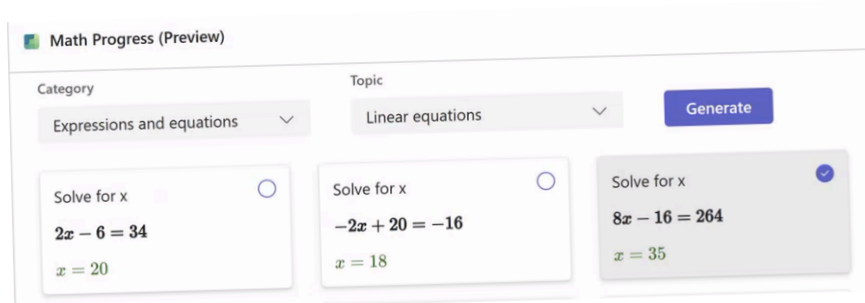 Math Progress (Preview)
Category
Topic
Expressions and equations
Linear equations
Generate
Solve for x
2x − 6 = 34
x = 20
Solve for x
−2x + 20 = −16
x = 18
Solve for x
8x − 16 = 264
x = 35